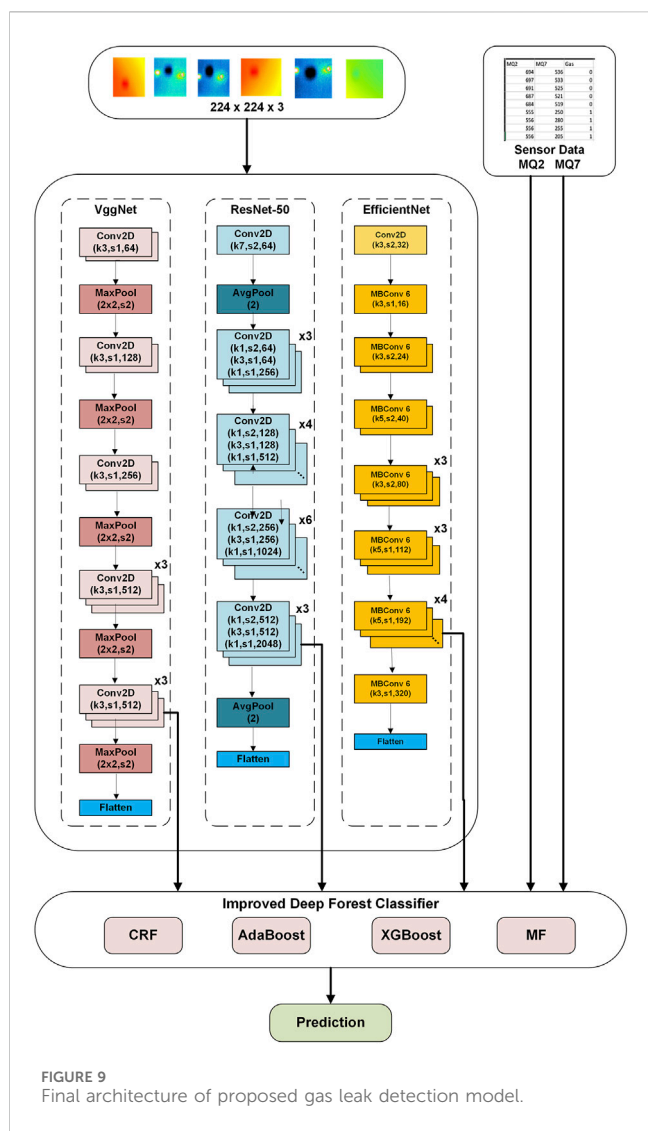 224 x 224 x 3
MQ2 MQ7 Gas
694 536 0
697 533 0
691 525 0
687 521 0
684 519 0
555 250 1
556 280 1
556 255 1
556 205 1
Sensor Data
MQ2 MQ7
VggNet
Conv2D
(k3,s1,64)
MaxPool
(2x2,s2)
Conv2D
(k3,s1,128)
MaxPool
(2x2,s2)
Conv2D
(k3,s1,256)
MaxPool
(2x2,s2)
x3
Conv2D
(k3,s1,512)
MaxPool
(2x2,s2)
x3
Conv2D
(k3,s1,512)
MaxPool
(2x2,s2)
Flatten
ResNet-50
Conv2D
(k7,s2,64)
AvgPool
(2)
x3
Conv2D
(k1,s2,64)
(k3,s1,64)
(k1,s1,256)
x4
Conv2D
(k1,s2,128)
(k3,s1,128)
(k1,s1,512)
x6
Conv2D
(k1,s2,256)
(k3,s1,256)
(k1,s1,1024)
x3
Conv2D
(k1,s2,512)
(k3,s1,512)
(k1,s1,2048)
AvgPool
(2)
Flatten
EfficientNet
Conv2D
(k3,s2,32)
MBConv 6
(k3,s1,16)
MBConv 6
(k3,s2,24)
MBConv 6
(k5,s2,40)
x3
MBConv 6
(k3,s2,80)
x3
MBConv 6
(k5,s1,112)
x4
MBConv 6
(k5,s1,192)
MBConv 6
(k3,s1,320)
Flatten
Improved Deep Forest Classifier
CRF AdaBoost XGBoost MF
Prediction
FIGURE 9
Final architecture of proposed gas leak detection model.